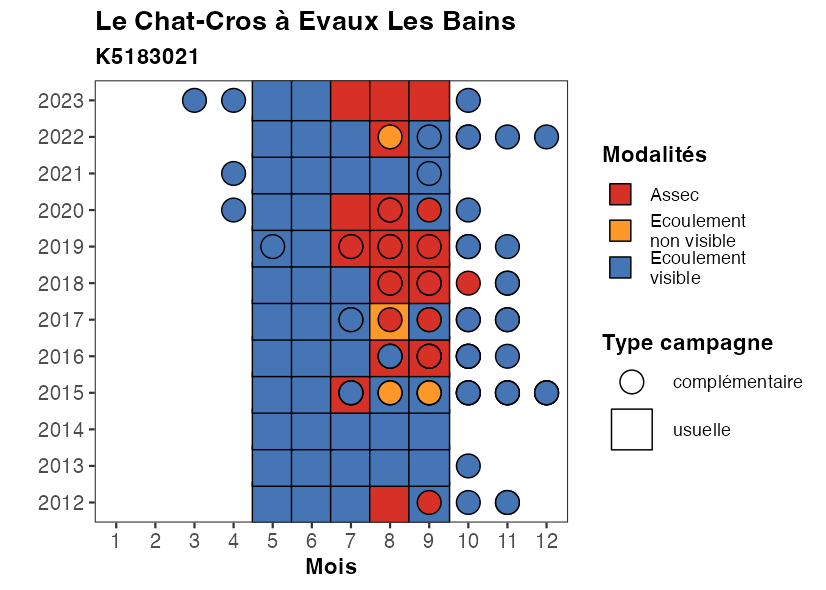 Le Chat-Cros à Evaux Les Bains
K5183021
2023
2022
2021
2020
2019
2018
2017
2016
2015
2014
2013
2012
1 2 3 4 5 6 7 8 9 10 11 12
Mois
Modalités
Assec
Ecoulement
non visible
Ecoulement
visible
Type campagne
complémentaire
usuelle